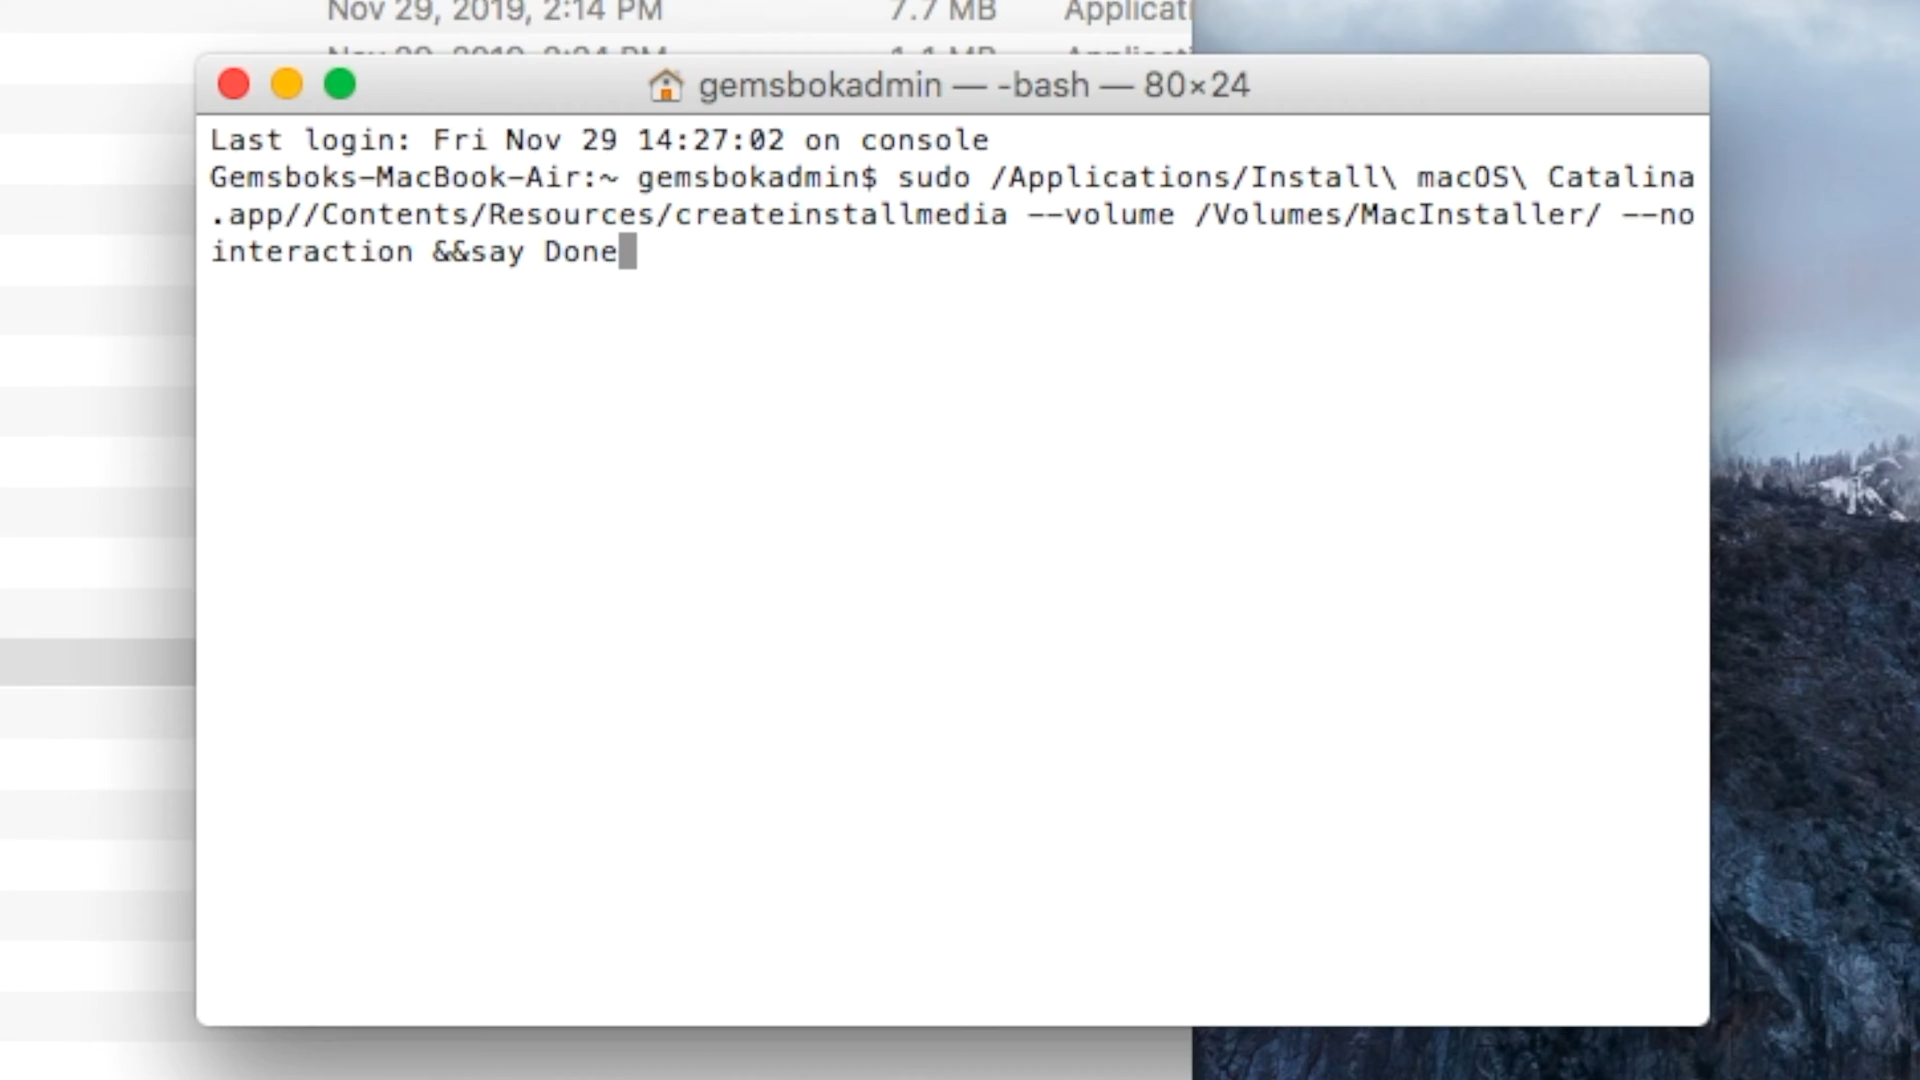 Nov 29, 2019, 2:14 PM 7.7 MB
gemsbokadmin — -bash — 80×24
Last login: Fri Nov 29 14:27:02 on console
Gemsboks-MacBook-Air:~ gemsbokadmin$ sudo /Applications/Install\ macOS\ Catalina
.app//Contents/Resources/createinstallmedia --volume /Volumes/MacInstaller/ --no
interaction &&say Done